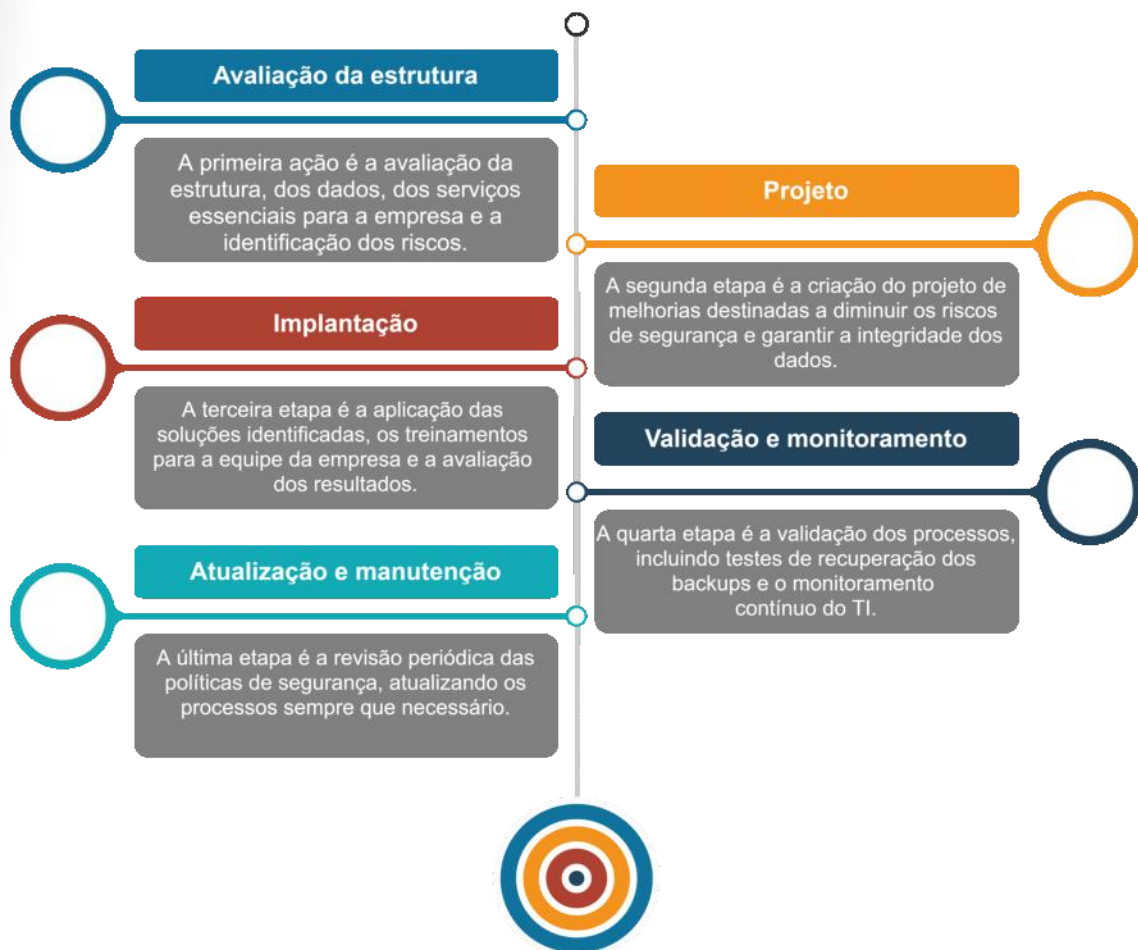 Avaliação da estrutura
A primeira ação é a avaliação da
estrutura, dos dados, dos serviços
essenciais para a empresa e a
identificação dos riscos.
Projeto
A segunda etapa é a criação do projeto de
melhorias destinadas a diminuir os riscos
de segurança e garantir a integridade dos
dados.
Implantação
A terceira etapa é a aplicação das
soluções identificadas, os treinamentos
para a equipe da empresa e a avaliação
dos resultados.
Validação e monitoramento
A quarta etapa é a validação dos processos,
incluindo testes de recuperação dos
backups e o monitoramento
contínuo do TI.
Atualização e manutenção
A última etapa é a revisão periódica das
políticas de segurança, atualizando os
processos sempre que necessário.